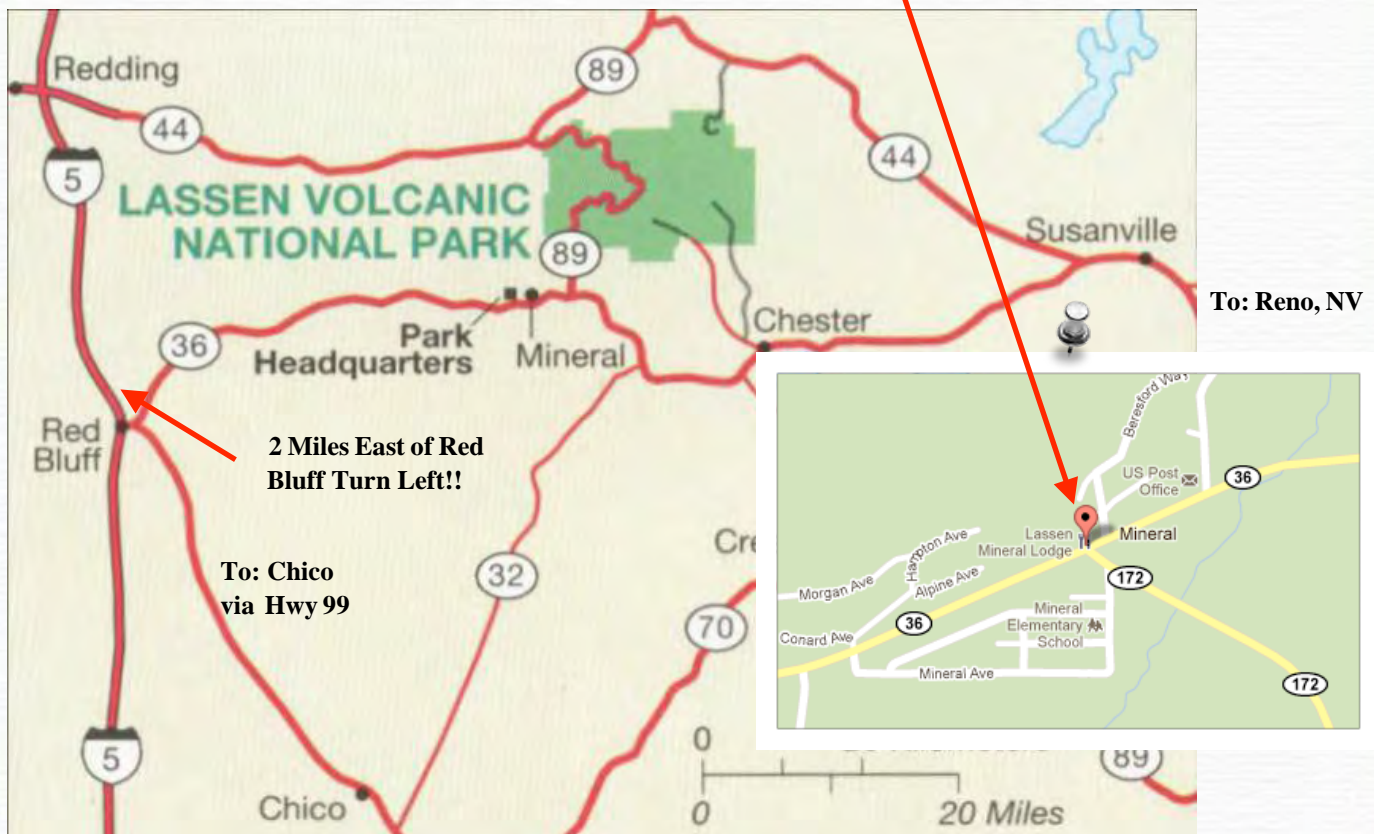 Redding
89
44
5
C
44
LASSEN VOLCANIC
NATIONAL PARK
89
Susanville
To: Reno, NV
Park
Headquarters
Mineral
Chester
36
Red
Bluff
2 Miles East of Red
Bluff Turn Left!!
To: Chico
via Hwy 99
32
Cre
70
5
Chico
0
0
20 Miles
89
Beresford Way
US Post
Office
36
Lassen
Mineral Lodge
Mineral
Hampton Ave
Morgan Ave
Alpine Ave
172
Mineral
Elementary
School
36
Conard Ave
Mineral Ave
172